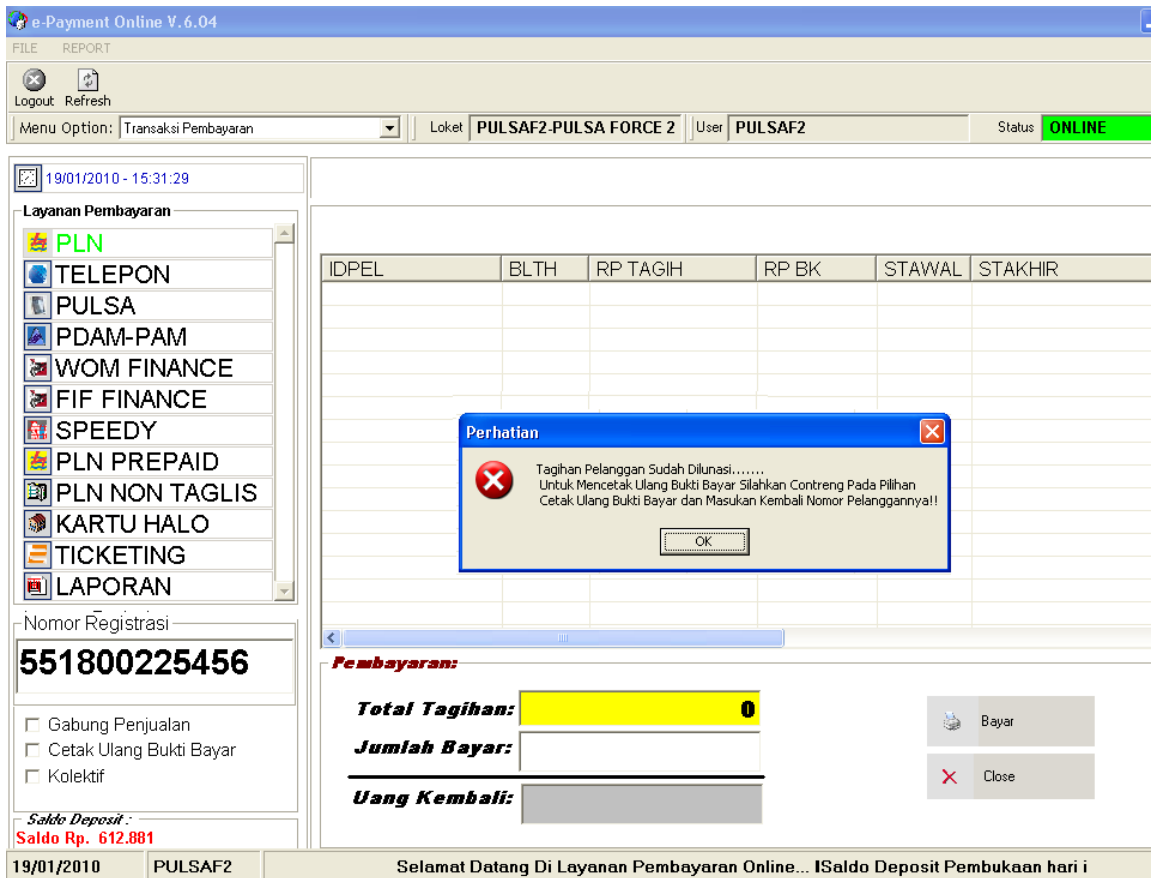 e-Payment Online V.6.04
FILE REPORT
Logout Refresh
Menu Option: Transaksi Pembayaran Loket PULSAF2-PULSA FORCE 2 User PULSAF2 Status ONLINE
19/01/2010 - 15:31:29
Layanan Pembayaran
PLN
TELEPON
PULSA
PDAM-PAM
WOM FINANCE
FIF FINANCE
SPEEDY
PLN PREPAID
PLN NON TAGLIS
KARTU HALO
TICKETING
LAPORAN
IDPEL BLTH RP TAGIH RP BK STAWAL STAKHIR
Perhatian
Tagihan Pelanggan Sudah Dilunasi.......
Untuk Mencetak Ulang Bukti Bayar Silahkan Contreng Pada Pilihan
Cetak Ulang Bukti Bayar dan Masukan Kembali Nomor Pelanggannya!!
OK
Nomor Registrasi
551800225456
Gabung Penjualan
Cetak Ulang Bukti Bayar
Kolektif
Saldo Deposit :
Saldo Rp. 612.881
Pembayaran:
Total Tagihan: 0
Jumlah Bayar:
Uang Kembali:
Bayar
Close
19/01/2010 PULSAF2 Selamat Datang Di Layanan Pembayaran Online... !Saldo Deposit Pembukaan hari i